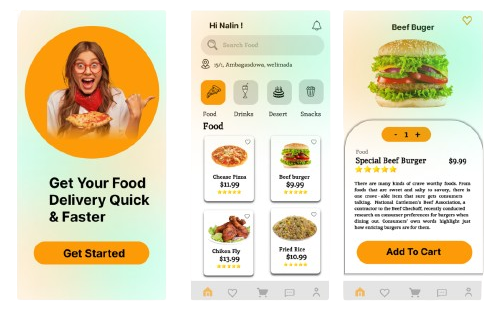 Get Your Food
Delivery Quick
& Faster
Get Started
Hi Nalin !
Search Food
15/1, Ambagasdowa, welimada
Food Drinks Desert Snacks
Food
Chease Pizza
$11.99
Beef burger
$9.99
Chiken Fly
$13.99
Fried Rice
$10.99
Beef Buger
- 1 +
Food
Special Beef Burger $9.99
There are many kinds of crave worthy foods. From
foods that are sweet and salty to savory, there is
one crave able item that sure gets consumers
talking. National Cattlemen's Beef Association, a
contractor to the Beef Checkoff, recently conducted
research on consumer preferences for burgers when
dining out. Consumers' own words highlight just
how enticing burgers are for them.
Add To Cart